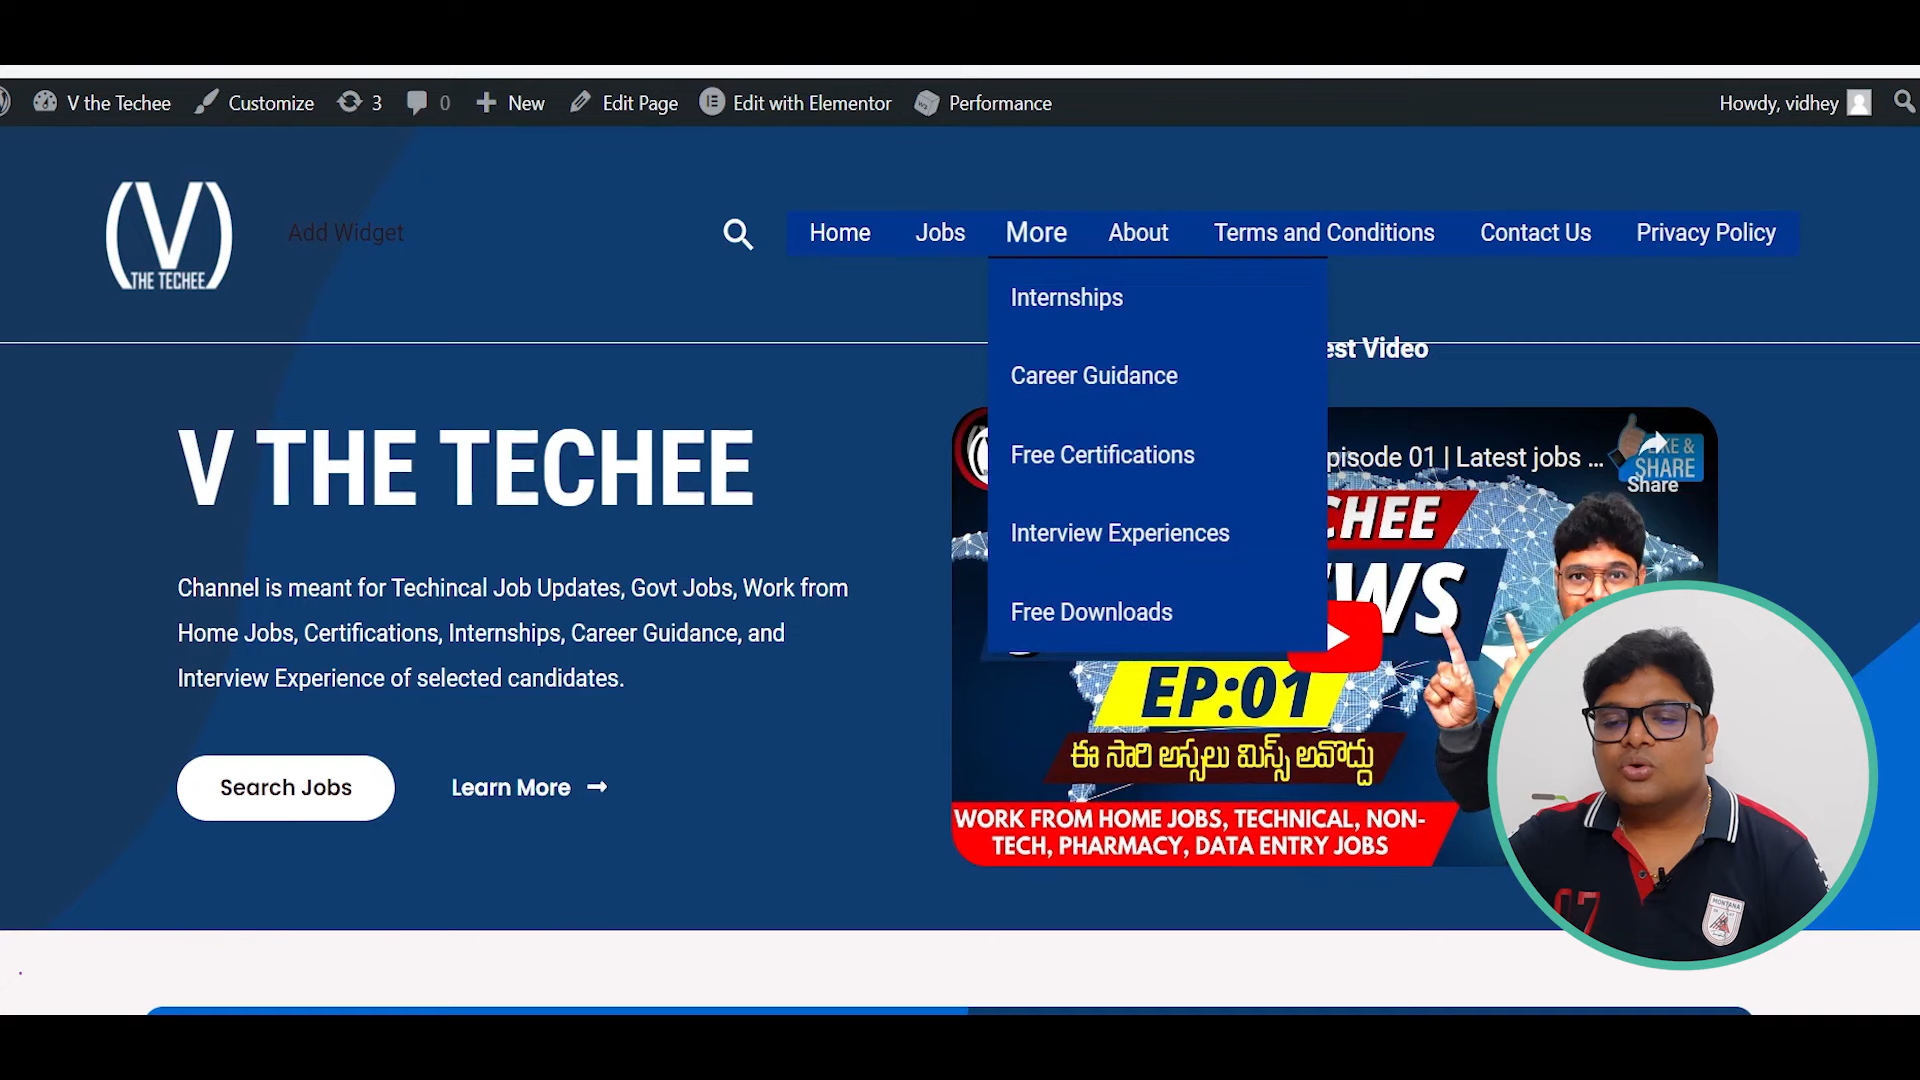 V the Techee Customize 3 0 New Edit Page Edit with Elementor Performance Howdy, vidhey
(V)
THE TECHEE
Add Widget
Home Jobs More About Terms and Conditions Contact Us Privacy Policy
Internships
Career Guidance
Free Certifications
Interview Experiences
Free Downloads
est Video
V THE TECHEE
Channel is meant for Techincal Job Updates, Govt Jobs, Work from
Home Jobs, Certifications, Internships, Career Guidance, and
Interview Experience of selected candidates.
Search Jobs
Learn More →
pisode 01 | Latest jobs ...
KE &
SHARE
Share
CHEE
WS
EP:01
ఈ సారి అస్సలు మిస్స్ అవొద్దు
WORK FROM HOME JOBS, TECHNICAL, NON-
TECH, PHARMACY, DATA ENTRY JOBS
07
MONTANA